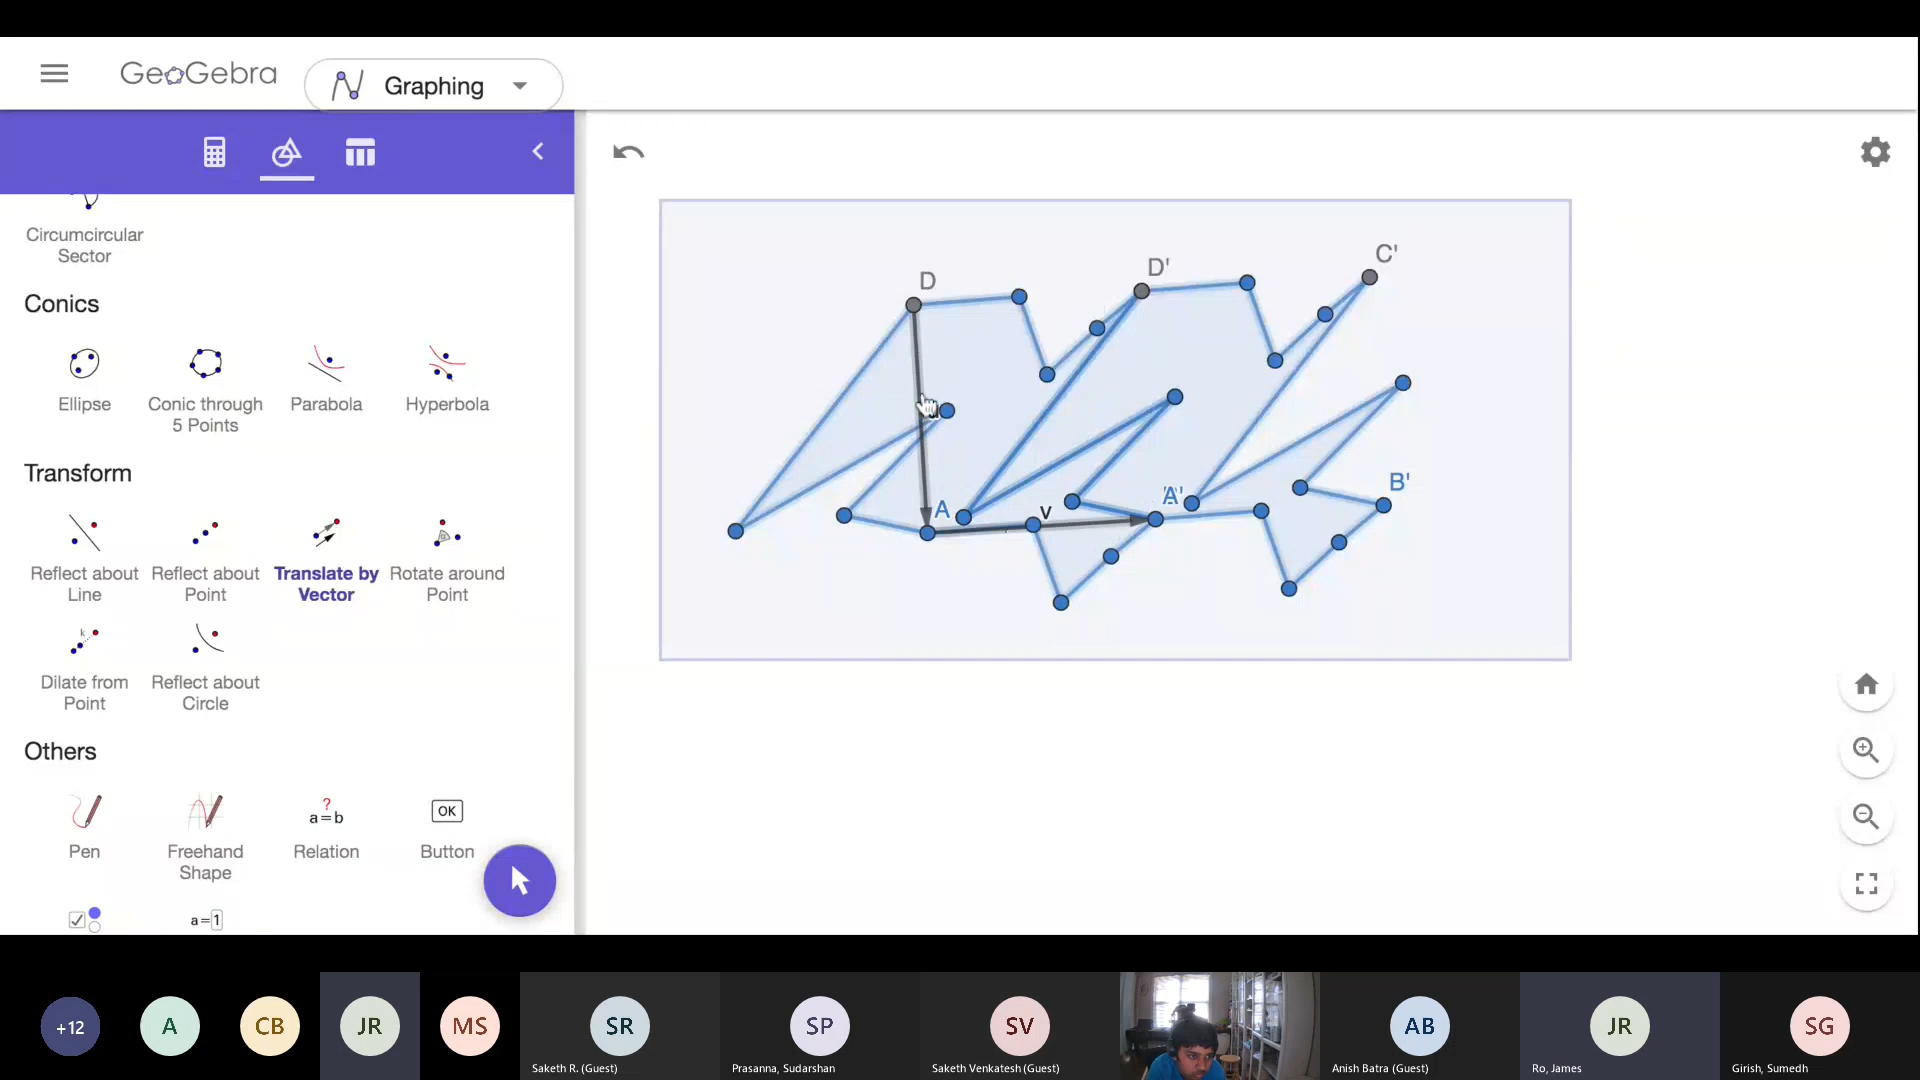 GeoGebra
Graphing
Circumcircular
Sector
Conics
Ellipse
Conic through
5 Points
Parabola
Hyperbola
Transform
Reflect about
Line
Reflect about
Point
Translate by
Vector
Rotate around
Point
k
Dilate from
Point
Reflect about
Circle
Others
Pen
Freehand
Shape
?
a=b
Relation
OK
Button
a=1
D
D'
C'
A
v
A'
B'
+12
A
CB
JR
MS
SR
Saketh R. (Guest)
SP
Prasanna, Sudarshan
SV
Saketh Venkatesh (Guest)
AB
Anish Batra (Guest)
JR
Ro, James
SG
Girish, Sumedh